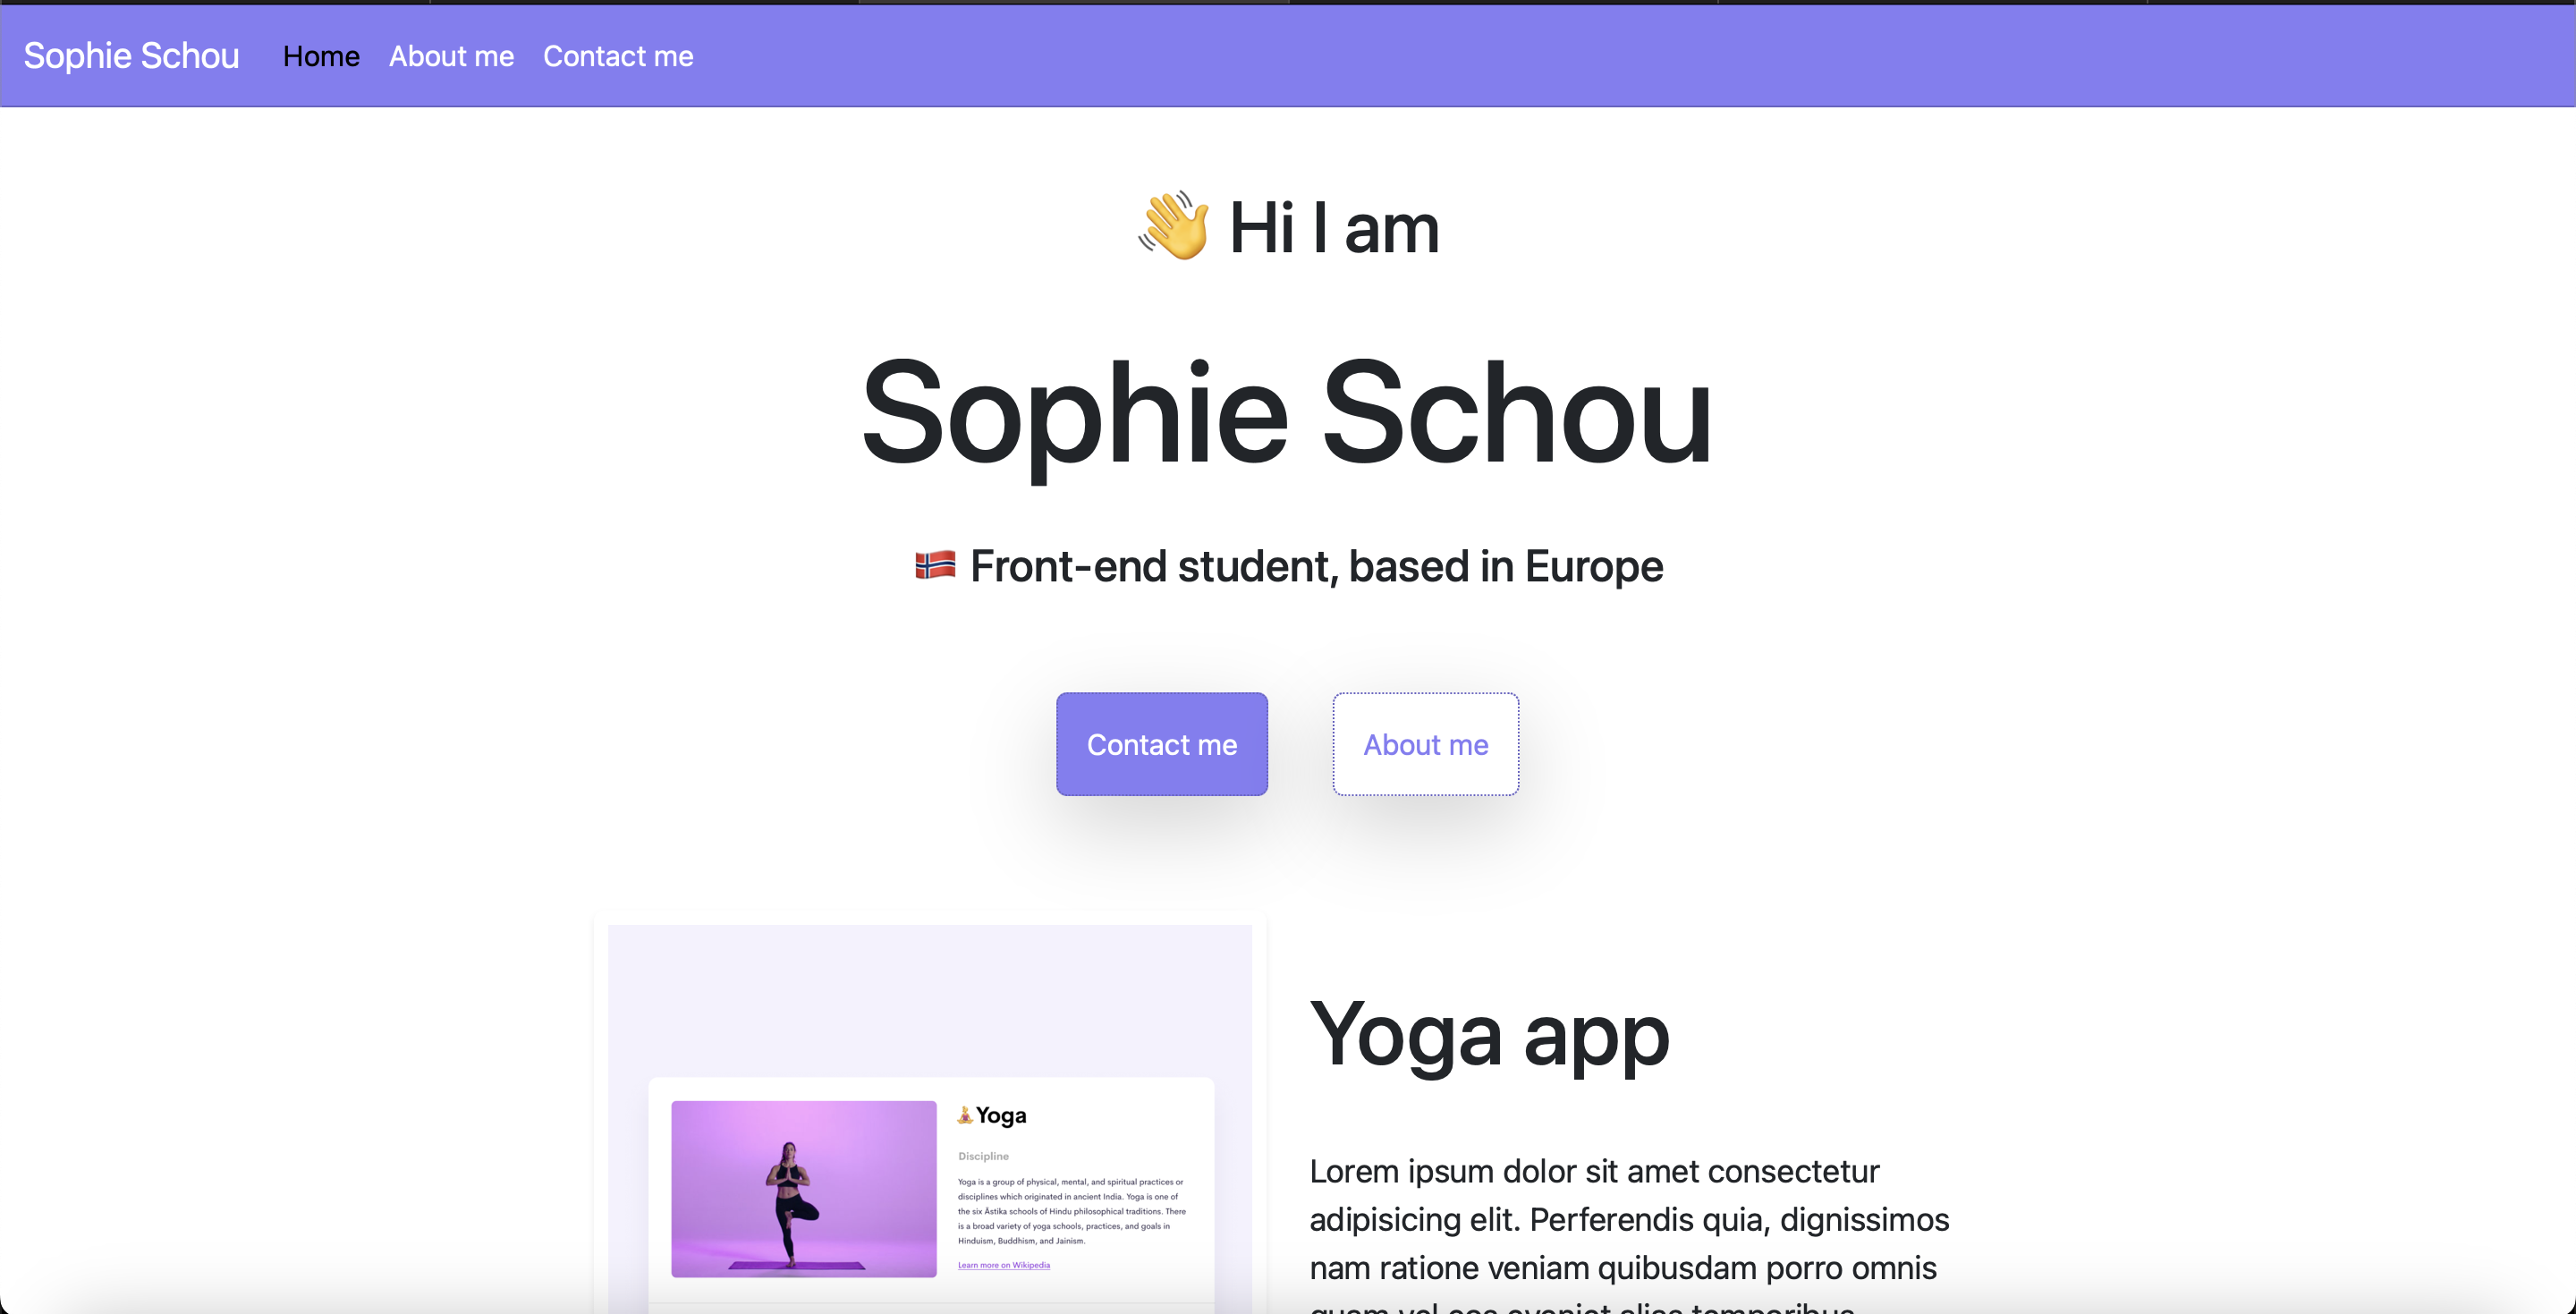 Sophie Schou Home About me Contact me
👋 Hi I am
Sophie Schou
🇳🇴 Front-end student, based in Europe
Contact me About me
🧘Yoga
Discipline
Yoga is a group of physical, mental, and spiritual practices or
disciplines which originated in ancient India. Yoga is one of
the six Āstika schools of Hindu philosophical traditions. There
is a broad variety of yoga schools, practices, and goals in
Hinduism, Buddhism, and Jainism.
Learn more on Wikipedia
Yoga app
Lorem ipsum dolor sit amet consectetur
adipisicing elit. Perferendis quia, dignissimos
nam ratione veniam quibusdam porro omnis